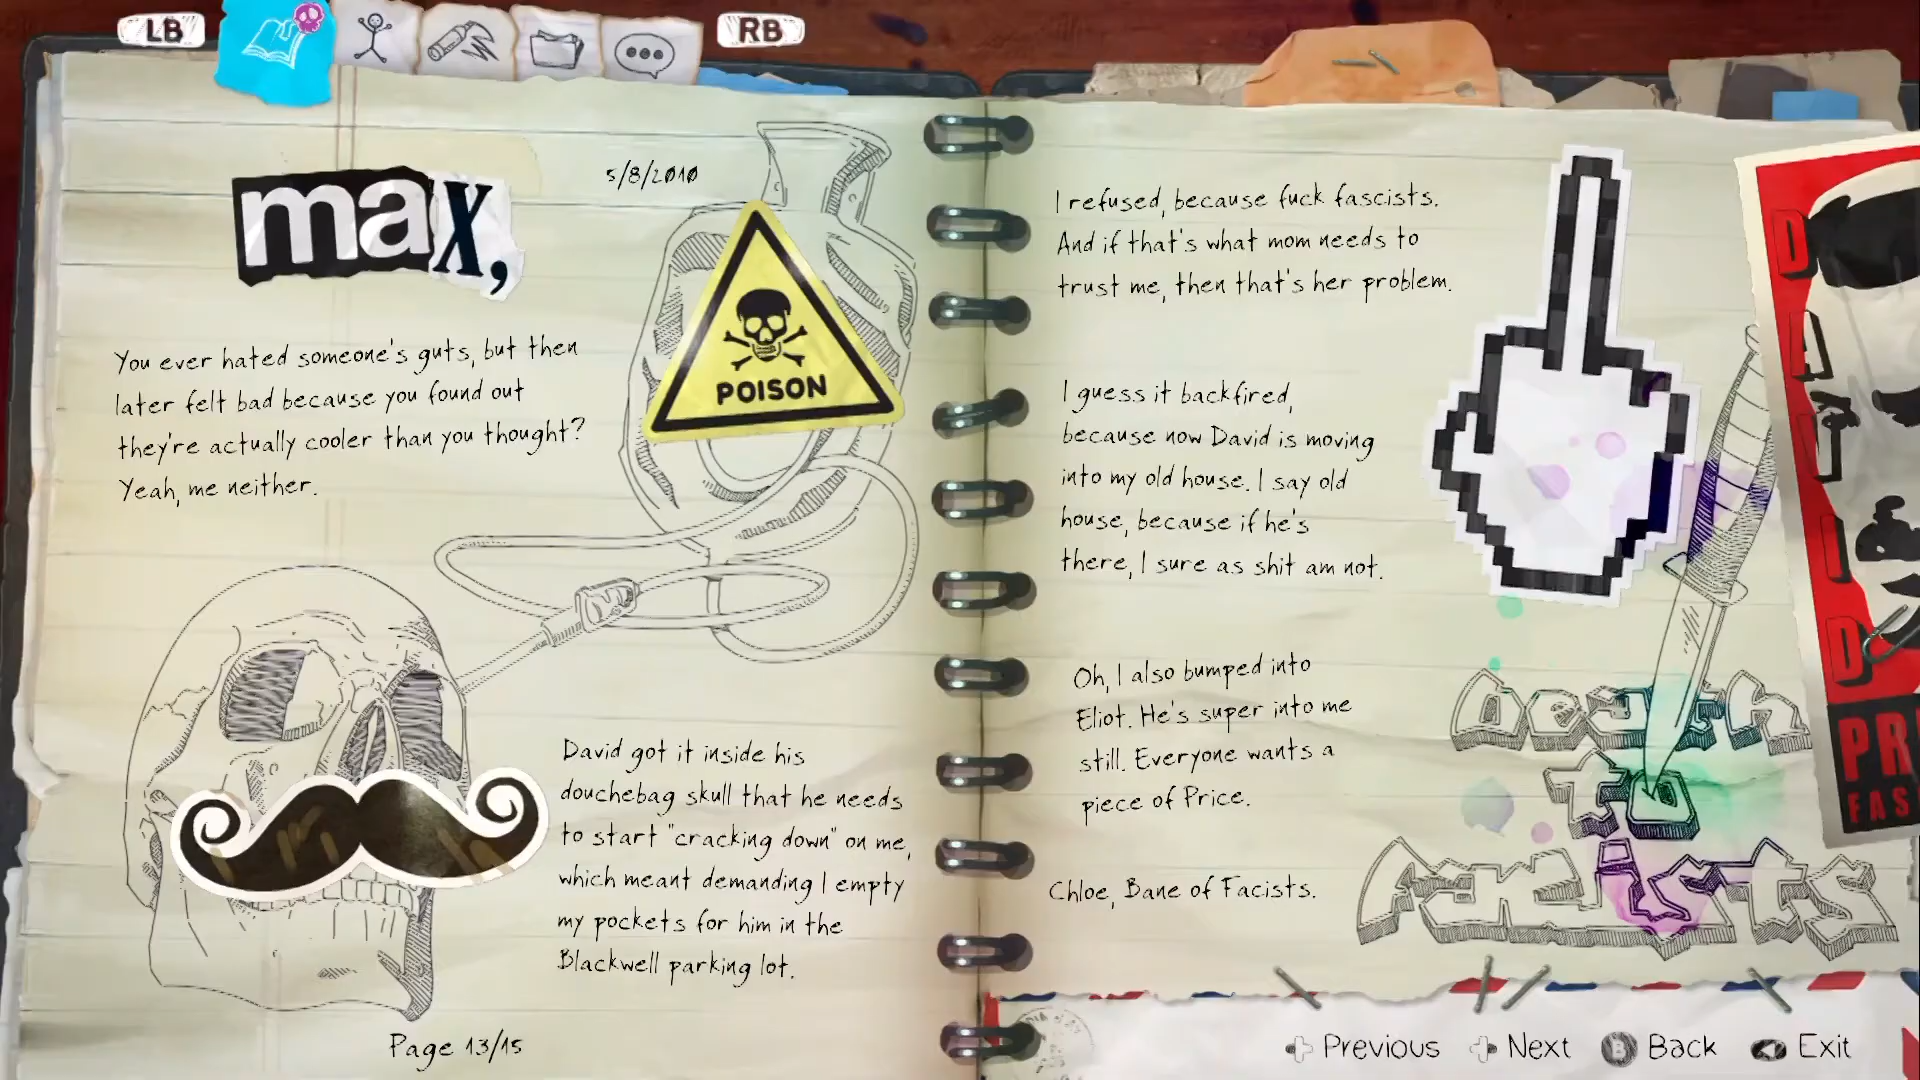 LB
RB
max,
5/8/2010
POISON
You ever hated someone's guts, but then
later felt bad because you found out
they're actually cooler than you thought?
Yeah, me neither.
David got it inside his
douchebag skull that he needs
to start "cracking down" on me,
which meant demanding I empty
my pockets for him in the
Blackwell parking lot.
Page 13/15
I refused, because fuck fascists.
And if that's what mom needs to
trust me, then that's her problem.
I guess it backfired,
because now David is moving
into my old house. I say old
house, because if he's
there, I sure as shit am not.
Oh, I also bumped into
Eliot. He's super into me
still. Everyone wants a
piece of Price.
Chloe, Bane of Facists.
Death
to
DAVID
PR
FAS
Previous
Next
B
Back
Exit